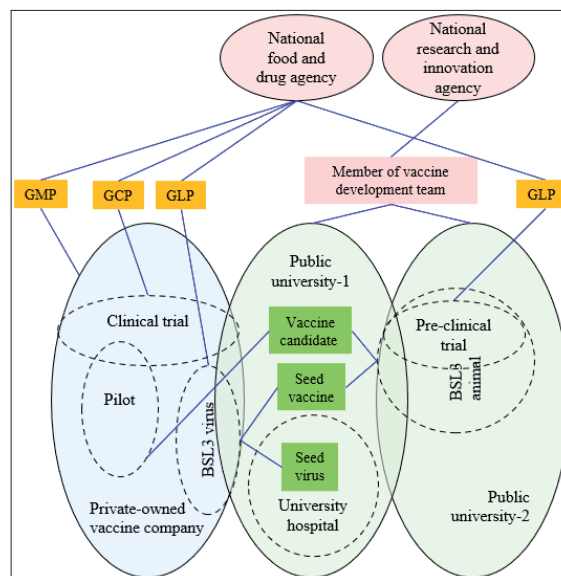 National
food and
drug agency
National
research and
innovation
agency
GMP
GCP
GLP
Member of vaccine
development team
GLP
Public
university-1
Clinical trial
Vaccine
candidate
Pre-clinical
trial
BSL3
animal
Pilot
Seed
vaccine
BSL3 virus
Seed
virus
Private-owned
vaccine company
University
hospital
Public
university-2